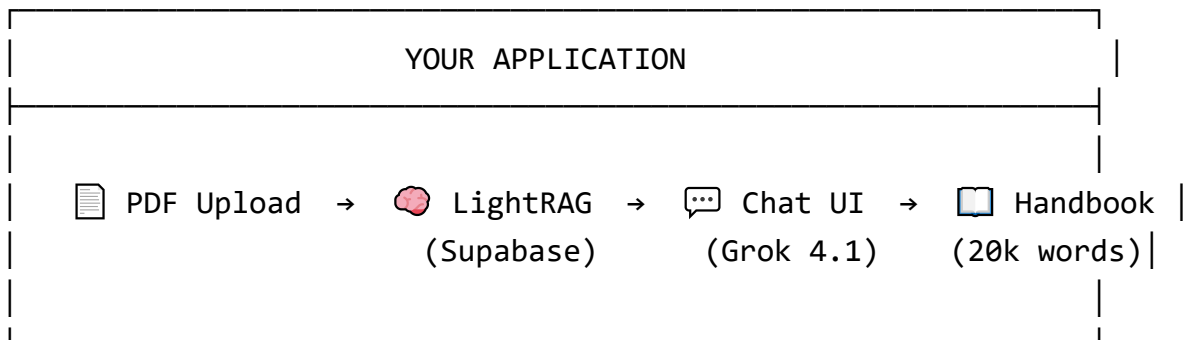 YOUR APPLICATION
📄 PDF Upload → 🧠 LightRAG → 💬 Chat UI → 📖 Handbook
(Supabase) (Grok 4.1) (20k words)